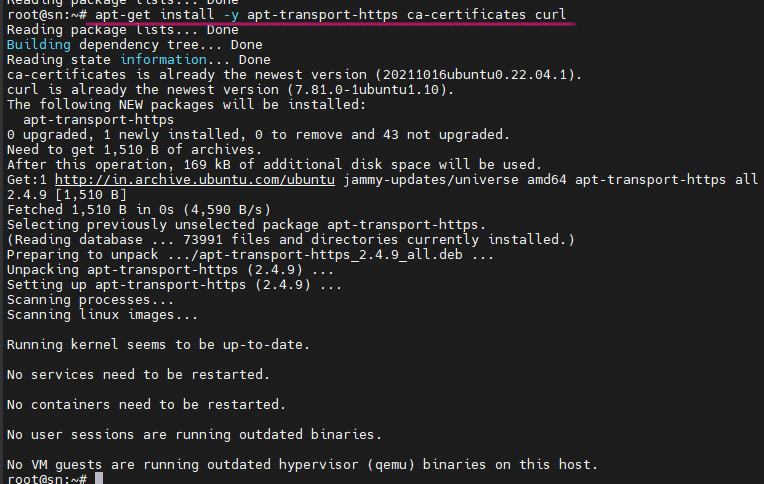 Reading package lists... Done
root@sn:~# apt-get install -y apt-transport-https ca-certificates curl
Reading package lists... Done
Building dependency tree... Done
Reading state information... Done
ca-certificates is already the newest version (20211016ubuntu0.22.04.1).
curl is already the newest version (7.81.0-1ubuntu1.10).
The following NEW packages will be installed:
  apt-transport-https
0 upgraded, 1 newly installed, 0 to remove and 43 not upgraded.
Need to get 1,510 B of archives.
After this operation, 169 kB of additional disk space will be used.
Get:1 http://in.archive.ubuntu.com/ubuntu jammy-updates/universe amd64 apt-transport-https all
2.4.9 [1,510 B]
Fetched 1,510 B in 0s (4,590 B/s)
Selecting previously unselected package apt-transport-https.
(Reading database ... 73991 files and directories currently installed.)
Preparing to unpack .../apt-transport-https_2.4.9_all.deb ...
Unpacking apt-transport-https (2.4.9) ...
Setting up apt-transport-https (2.4.9) ...
Scanning processes...
Scanning linux images...
Running kernel seems to be up-to-date.
No services need to be restarted.
No containers need to be restarted.
No user sessions are running outdated binaries.
No VM guests are running outdated hypervisor (qemu) binaries on this host.
root@sn:~#